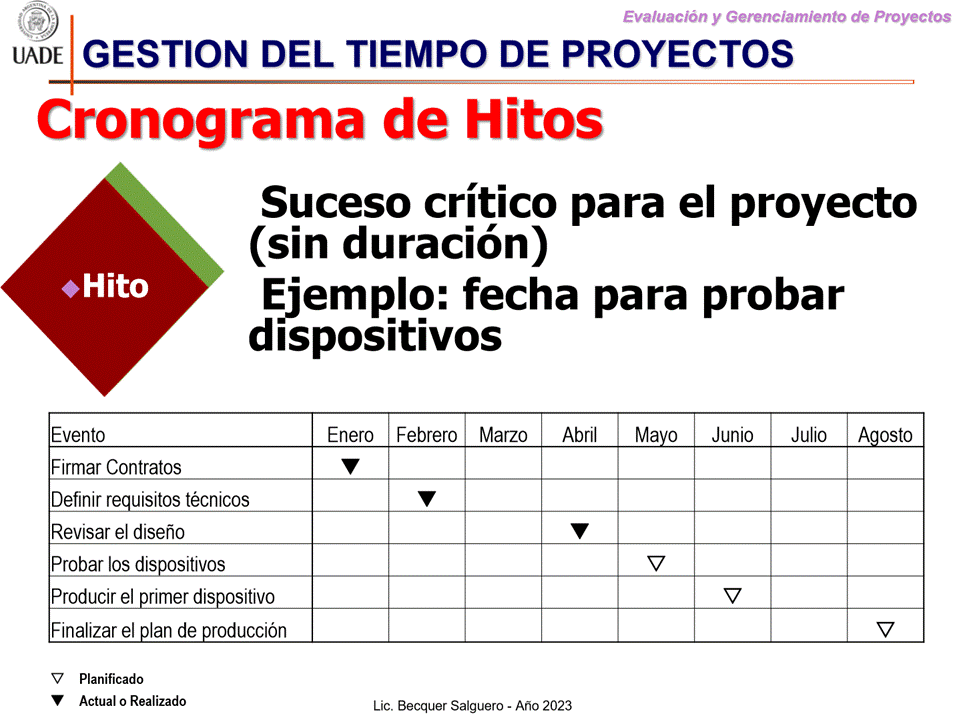 Evaluación y Gerenciamiento de Proyectos
UADE
GESTION DEL TIEMPO DE PROYECTOS
Cronograma de Hitos
Hito
Suceso crítico para el proyecto
(sin duración)
Ejemplo: fecha para probar
dispositivos
Evento Enero Febrero Marzo Abril Mayo Junio Julio Agosto
Firmar Contratos ▼
Definir requisitos técnicos ▼
Revisar el diseño ▼
Probar los dispositivos ▽
Producir el primer dispositivo ▽
Finalizar el plan de producción ▽
▽ Planificado
▼ Actual o Realizado
Lic. Becquer Salguero - Año 2023